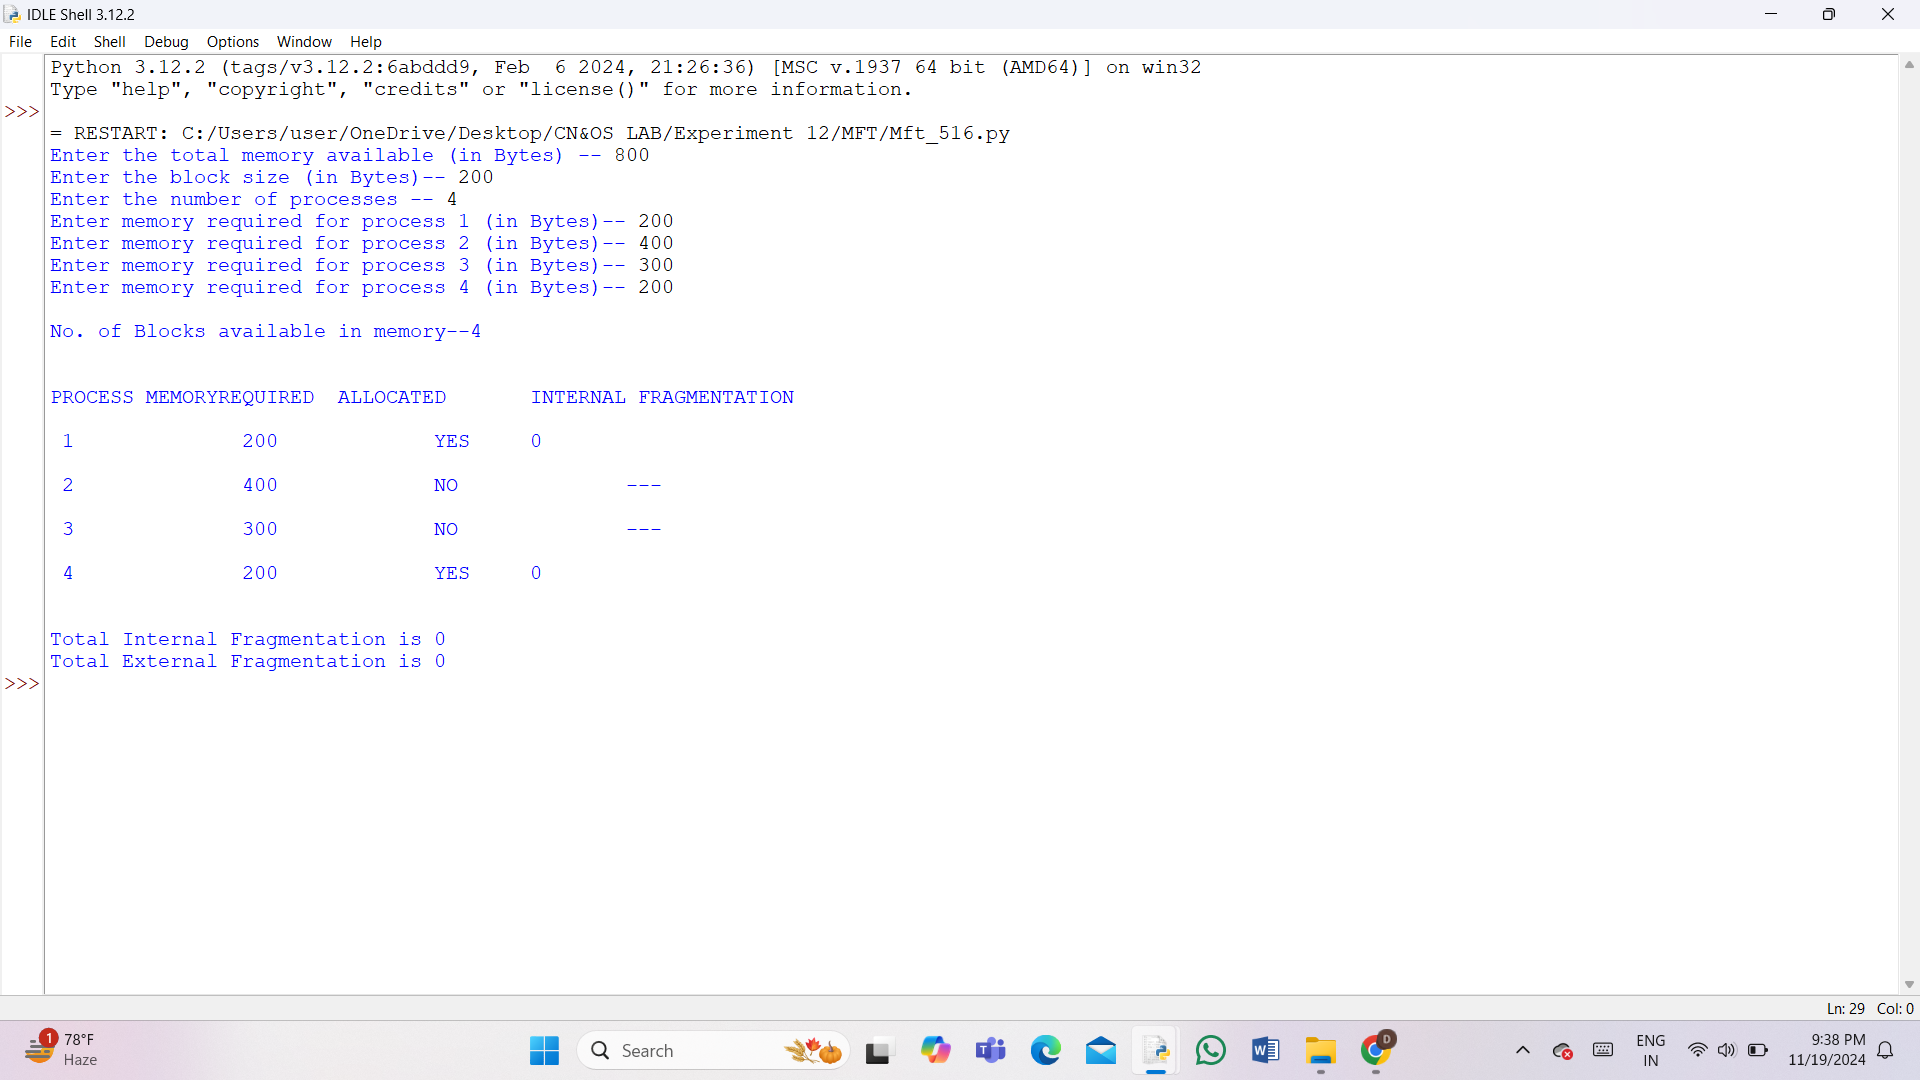 IDLE Shell 3.12.2
File Edit Shell Debug Options Window Help
Python 3.12.2 (tags/v3.12.2:6abddd9, Feb  6 2024, 21:26:36) [MSC v.1937 64 bit (AMD64)] on win32
Type "help", "copyright", "credits" or "license()" for more information.
>>>
= RESTART: C:/Users/user/OneDrive/Desktop/CN&OS LAB/Experiment 12/MFT/Mft_516.py
Enter the total memory available (in Bytes) -- 800
Enter the block size (in Bytes)-- 200
Enter the number of processes -- 4
Enter memory required for process 1 (in Bytes)-- 200
Enter memory required for process 2 (in Bytes)-- 400
Enter memory required for process 3 (in Bytes)-- 300
Enter memory required for process 4 (in Bytes)-- 200
No. of Blocks available in memory--4
PROCESS MEMORYREQUIRED  ALLOCATED       INTERNAL FRAGMENTATION
1 200 YES 0
2 400 NO ---
3 300 NO ---
4 200 YES 0
Total Internal Fragmentation is 0
Total External Fragmentation is 0
>>>
Ln: 29 Col: 0
1
78°F
Haze
Search
D
ENG
IN
9:38 PM
11/19/2024